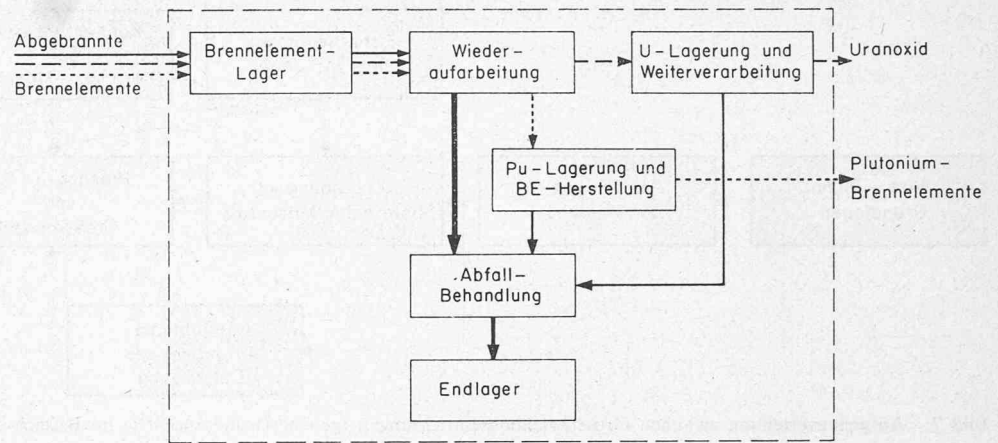 Abgebrannte
Brennelemente
Brennelement-
Lager
Wieder-
aufarbeitung
U-Lagerung und
Weiterverarbeitung
Uranoxid
Pu-Lagerung und
BE-Herstellung
Plutonium-
Brennelemente
Abfall-
Behandlung
Endlager